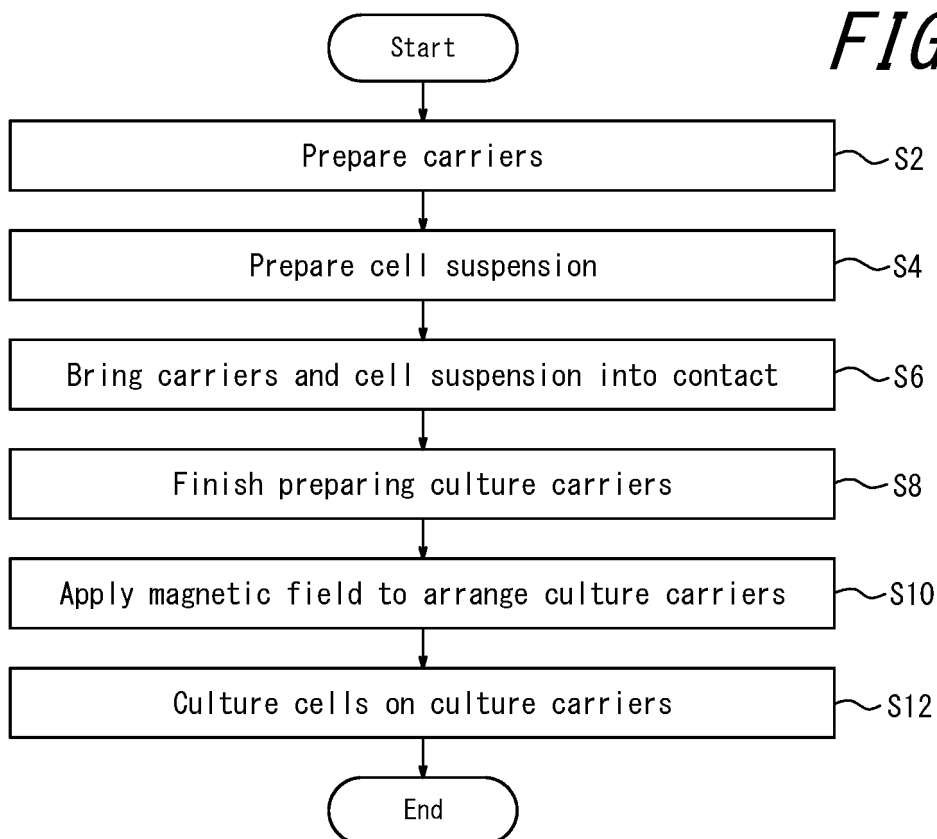 FIG
Start
Prepare carriers S2
Prepare cell suspension S4
Bring carriers and cell suspension into contact S6
Finish preparing culture carriers S8
Apply magnetic field to arrange culture carriers S10
Culture cells on culture carriers S12
End